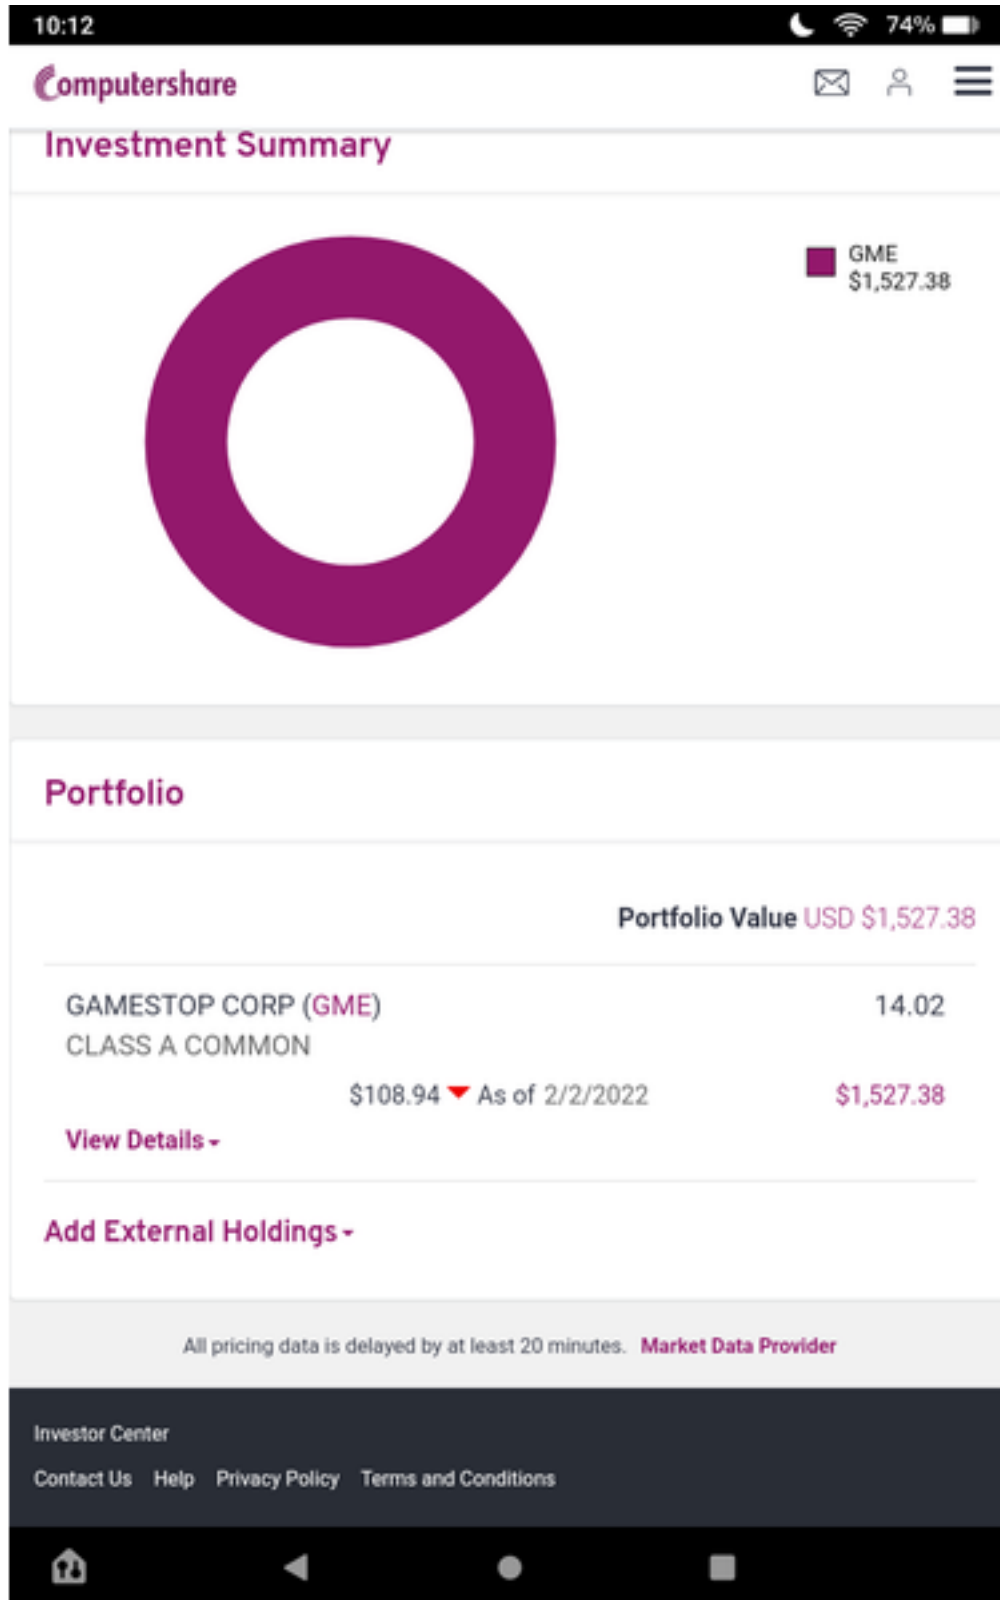 10:12 74%
Computershare
Investment Summary
GME
$1,527.38
Portfolio
Portfolio Value USD $1,527.38
GAMESTOP CORP (GME) 14.02
CLASS A COMMON
$108.94 As of 2/2/2022 $1,527.38
View Details
Add External Holdings
All pricing data is delayed by at least 20 minutes. Market Data Provider
Investor Center
Contact Us Help Privacy Policy Terms and Conditions